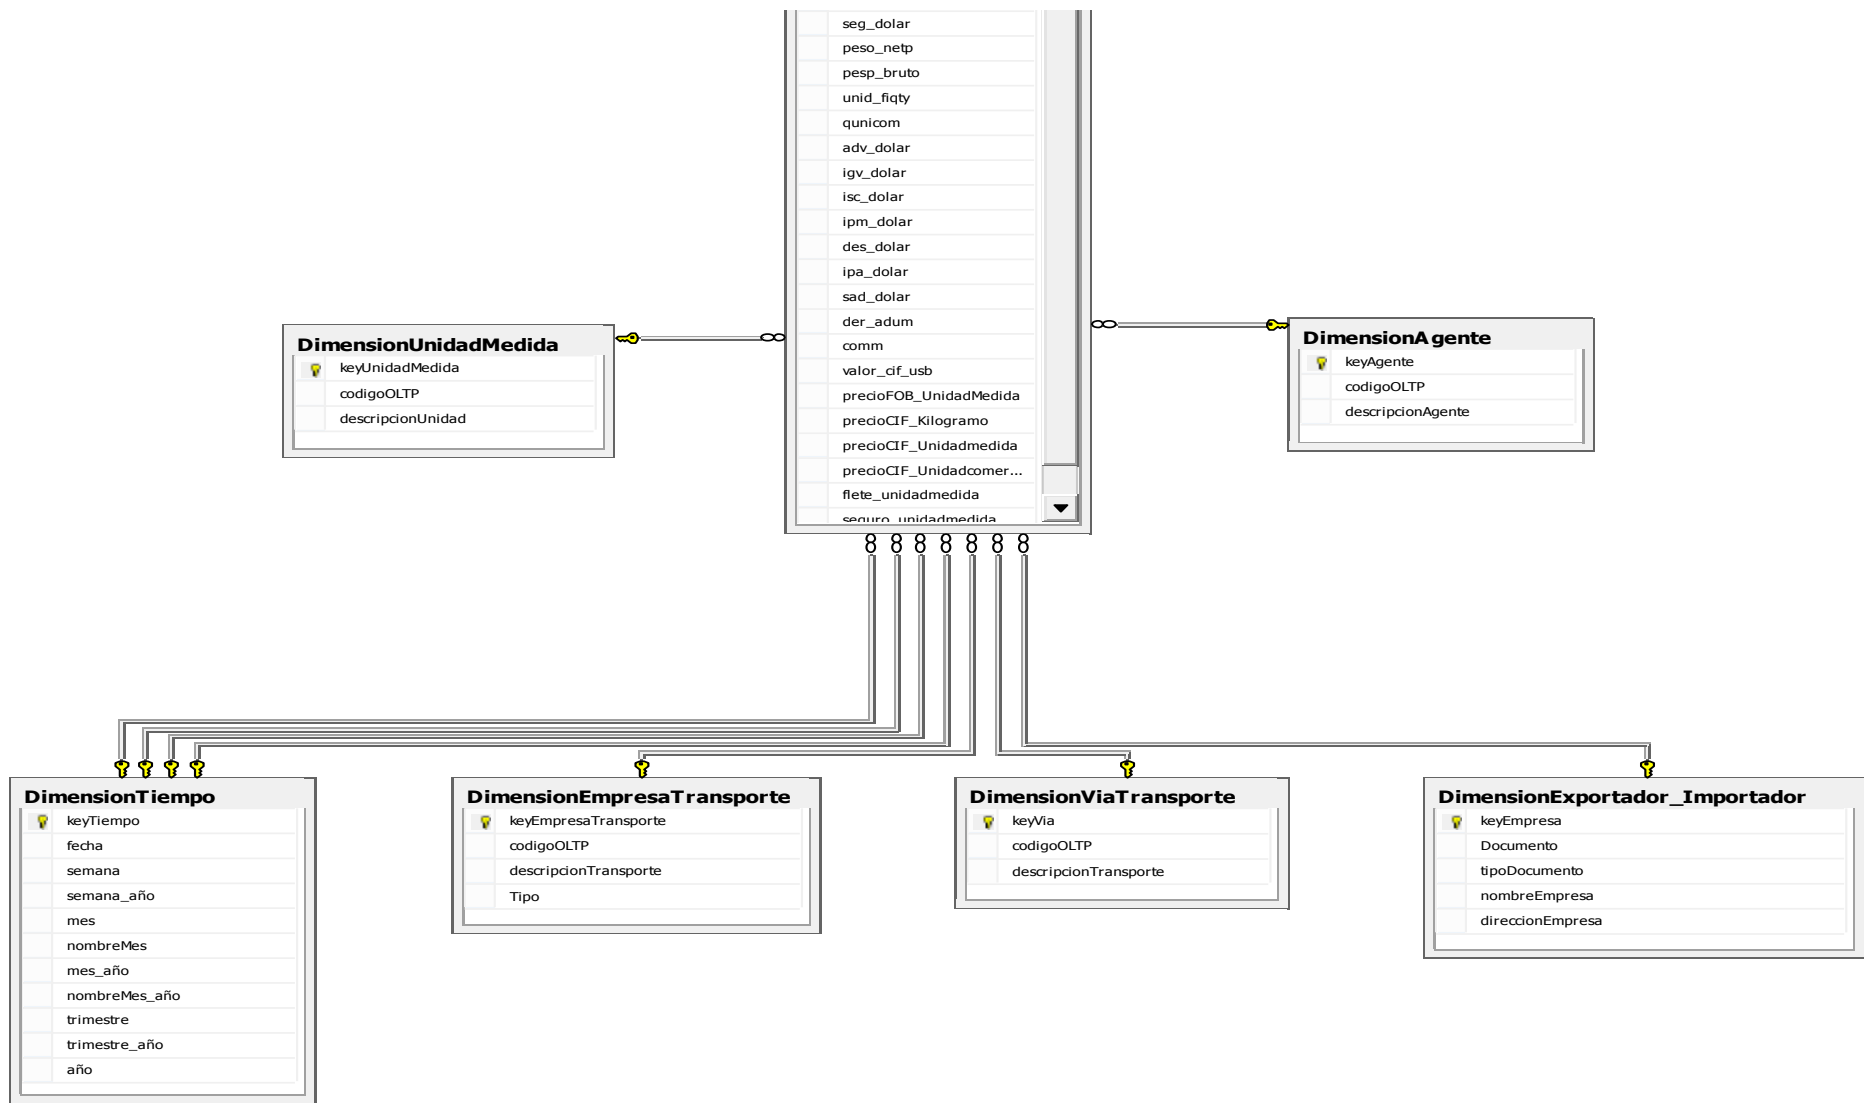 seg_dolar
peso_netp
pesp_bruto
unid_fiqty
qunicom
adv_dolar
igv_dolar
isc_dolar
ipm_dolar
des_dolar
ipa_dolar
sad_dolar
der_adum
comm
valor_cif_usb
precioFOB_UnidadMedida
precioCIF_Kilogramo
precioCIF_Unidadmedida
precioCIF_Unidadcomer...
flete_unidadmedida
seguro_unidadmedida
DimensionUnidadMedida
keyUnidadMedida
codigoOLTP
descripcionUnidad
DimensionAgente
keyAgente
codigoOLTP
descripcionAgente
DimensionTiempo
keyTiempo
fecha
semana
semana_año
mes
nombreMes
mes_año
nombreMes_año
trimestre
trimestre_año
año
DimensionEmpresaTransporte
keyEmpresaTransporte
codigoOLTP
descripcionTransporte
Tipo
DimensionViaTransporte
keyVia
codigoOLTP
descripcionTransporte
DimensionExportador_Importador
keyEmpresa
Documento
tipoDocumento
nombreEmpresa
direccionEmpresa